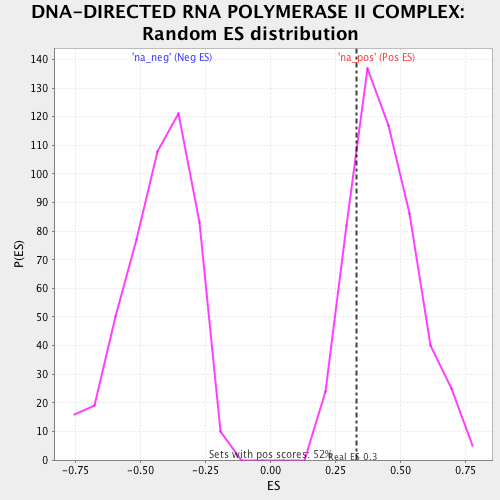 DNA-DIRECTED RNA POLYMERASE II COMPLEX:
Random ES distribution
'na_neg' (Neg ES)
'na_pos' (Pos ES)
140
130
120
110
100
90
80
70
60
50
40
30
20
10
0
P(ES)
Sets with pos scores: 52%
Real ES 0.3
-0.75
-0.50
-0.25
0.00
0.25
0.50
0.75
ES